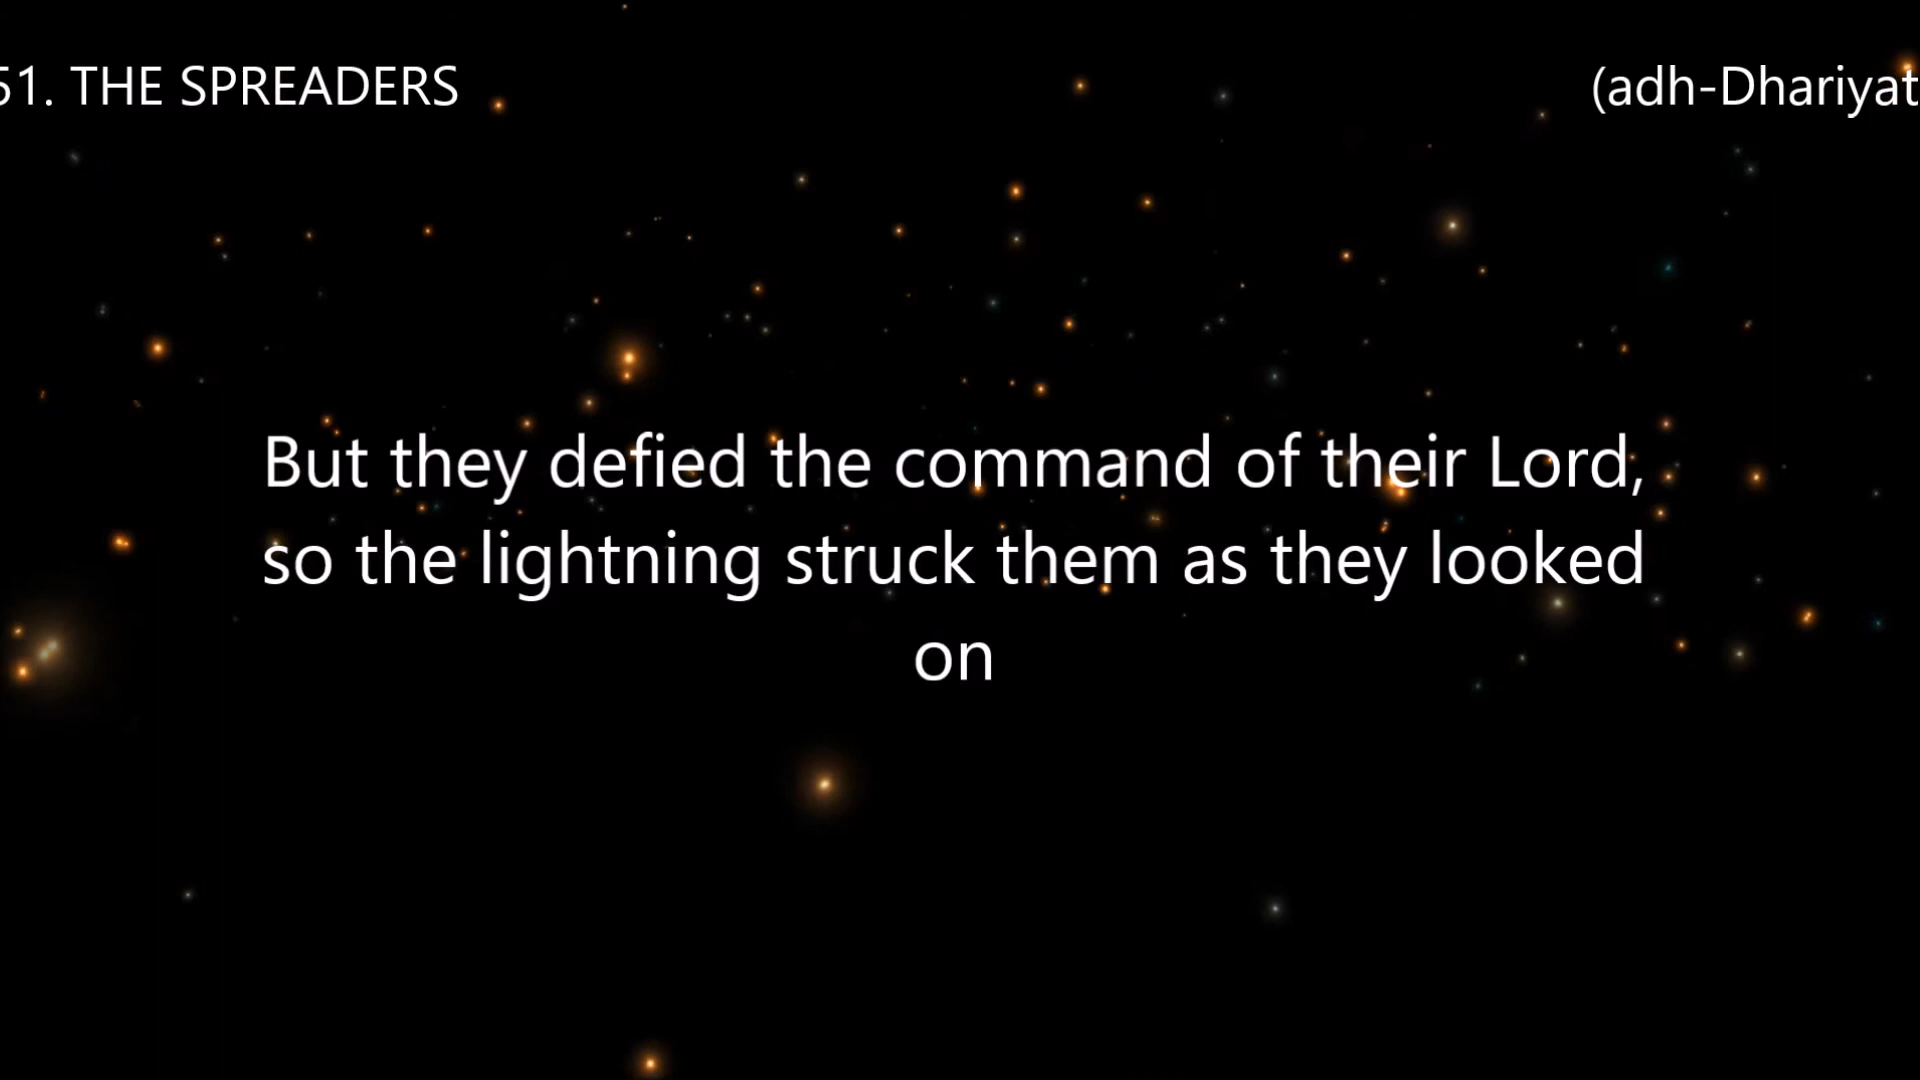 51. THE SPREADERS
(adh-Dhariyat
But they defied the command of their Lord,
so the lightning struck them as they looked
on